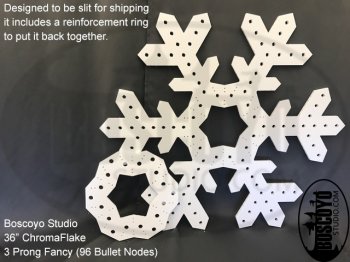 Designed to be slit for shipping
it includes a reinforcement ring
to put it back together.
Boscoyo Studio
36" ChromaFlake
3 Prong Fancy (96 Bullet Nodes)
BOSCOYO
STUDIO.COM